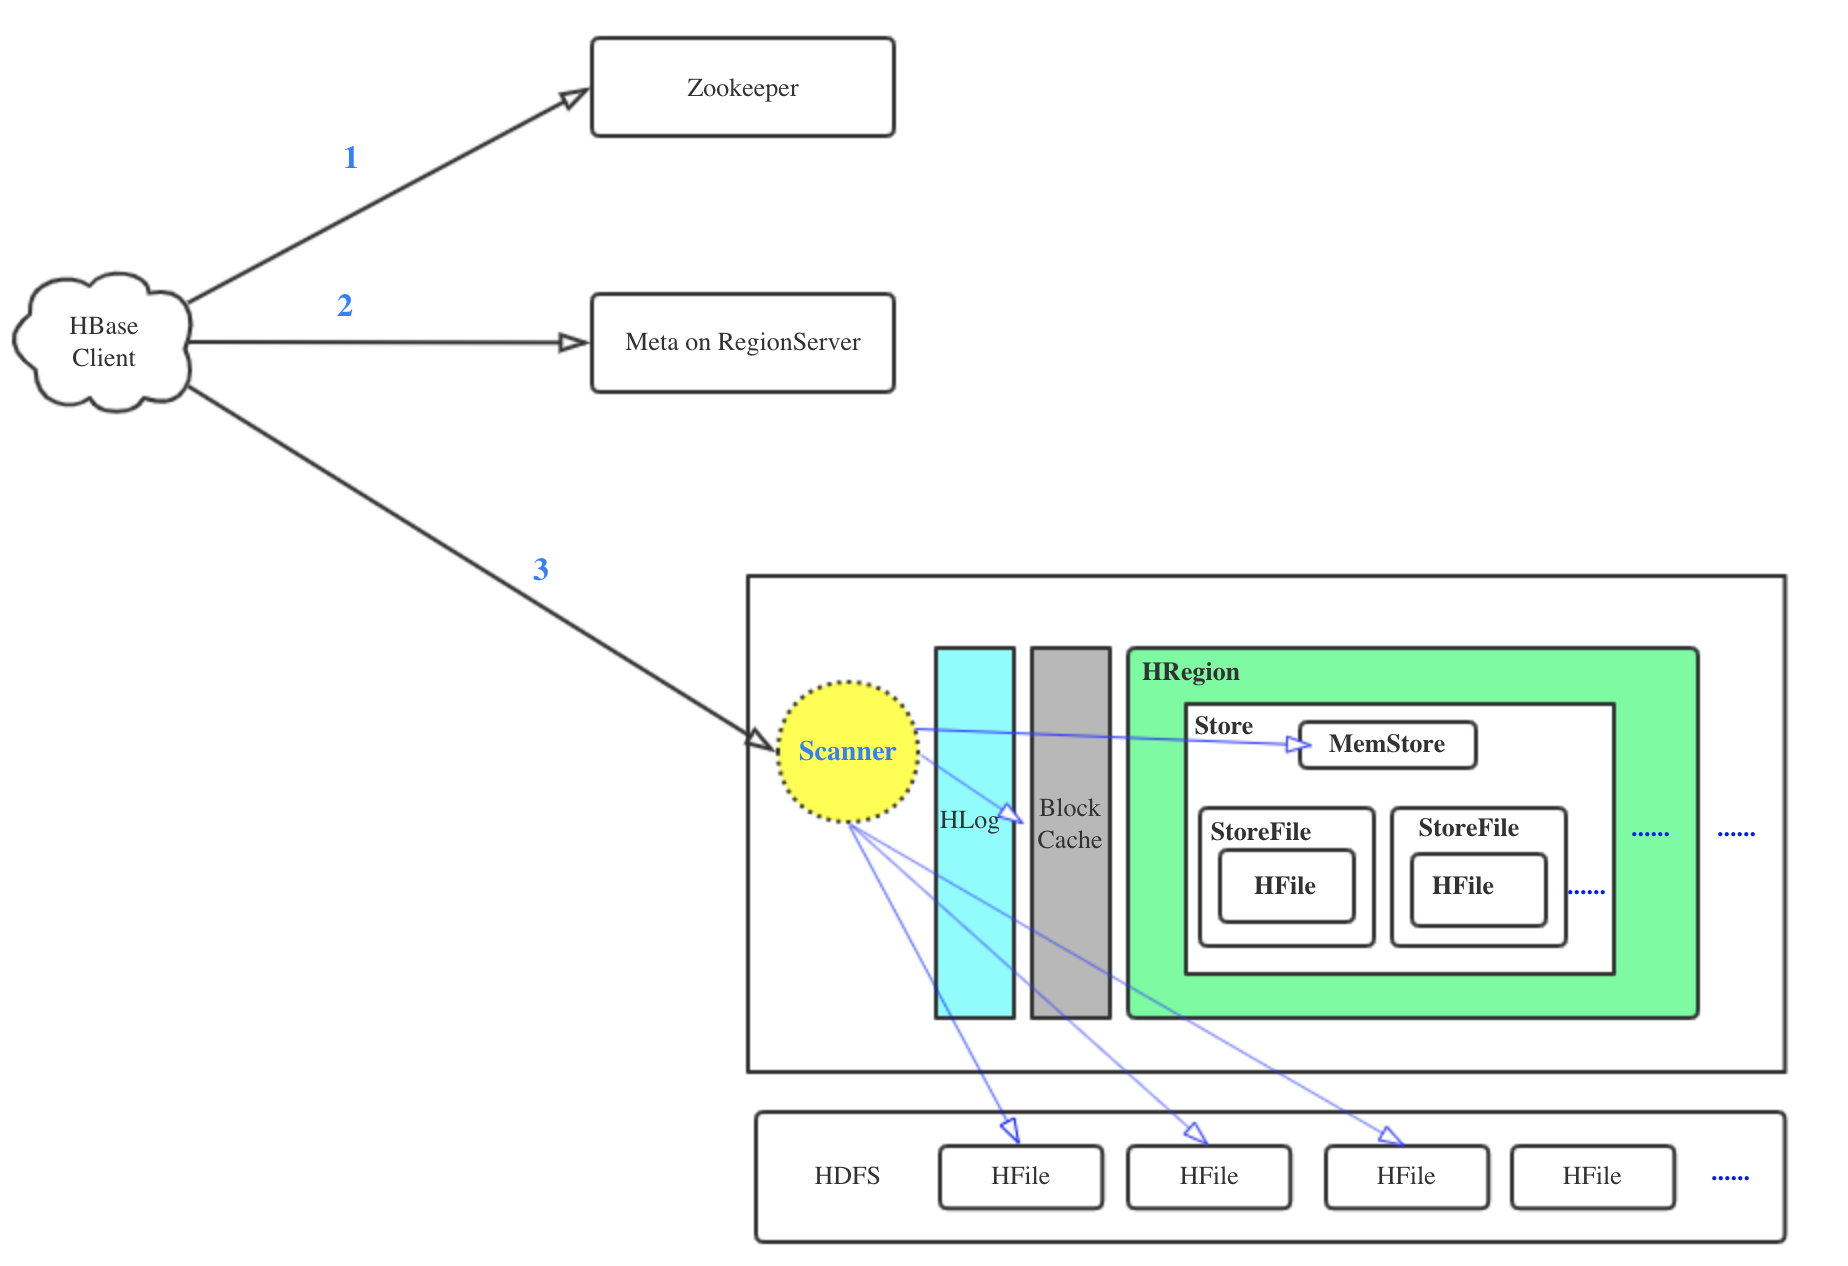 Zookeeper
1
HBase
Client
2
Meta on RegionServer
3
Scanner
HLog
Block
Cache
HRegion
Store
MemStore
StoreFile
HFile
StoreFile
HFile
......
......
......
HDFS
HFile
HFile
HFile
HFile
......